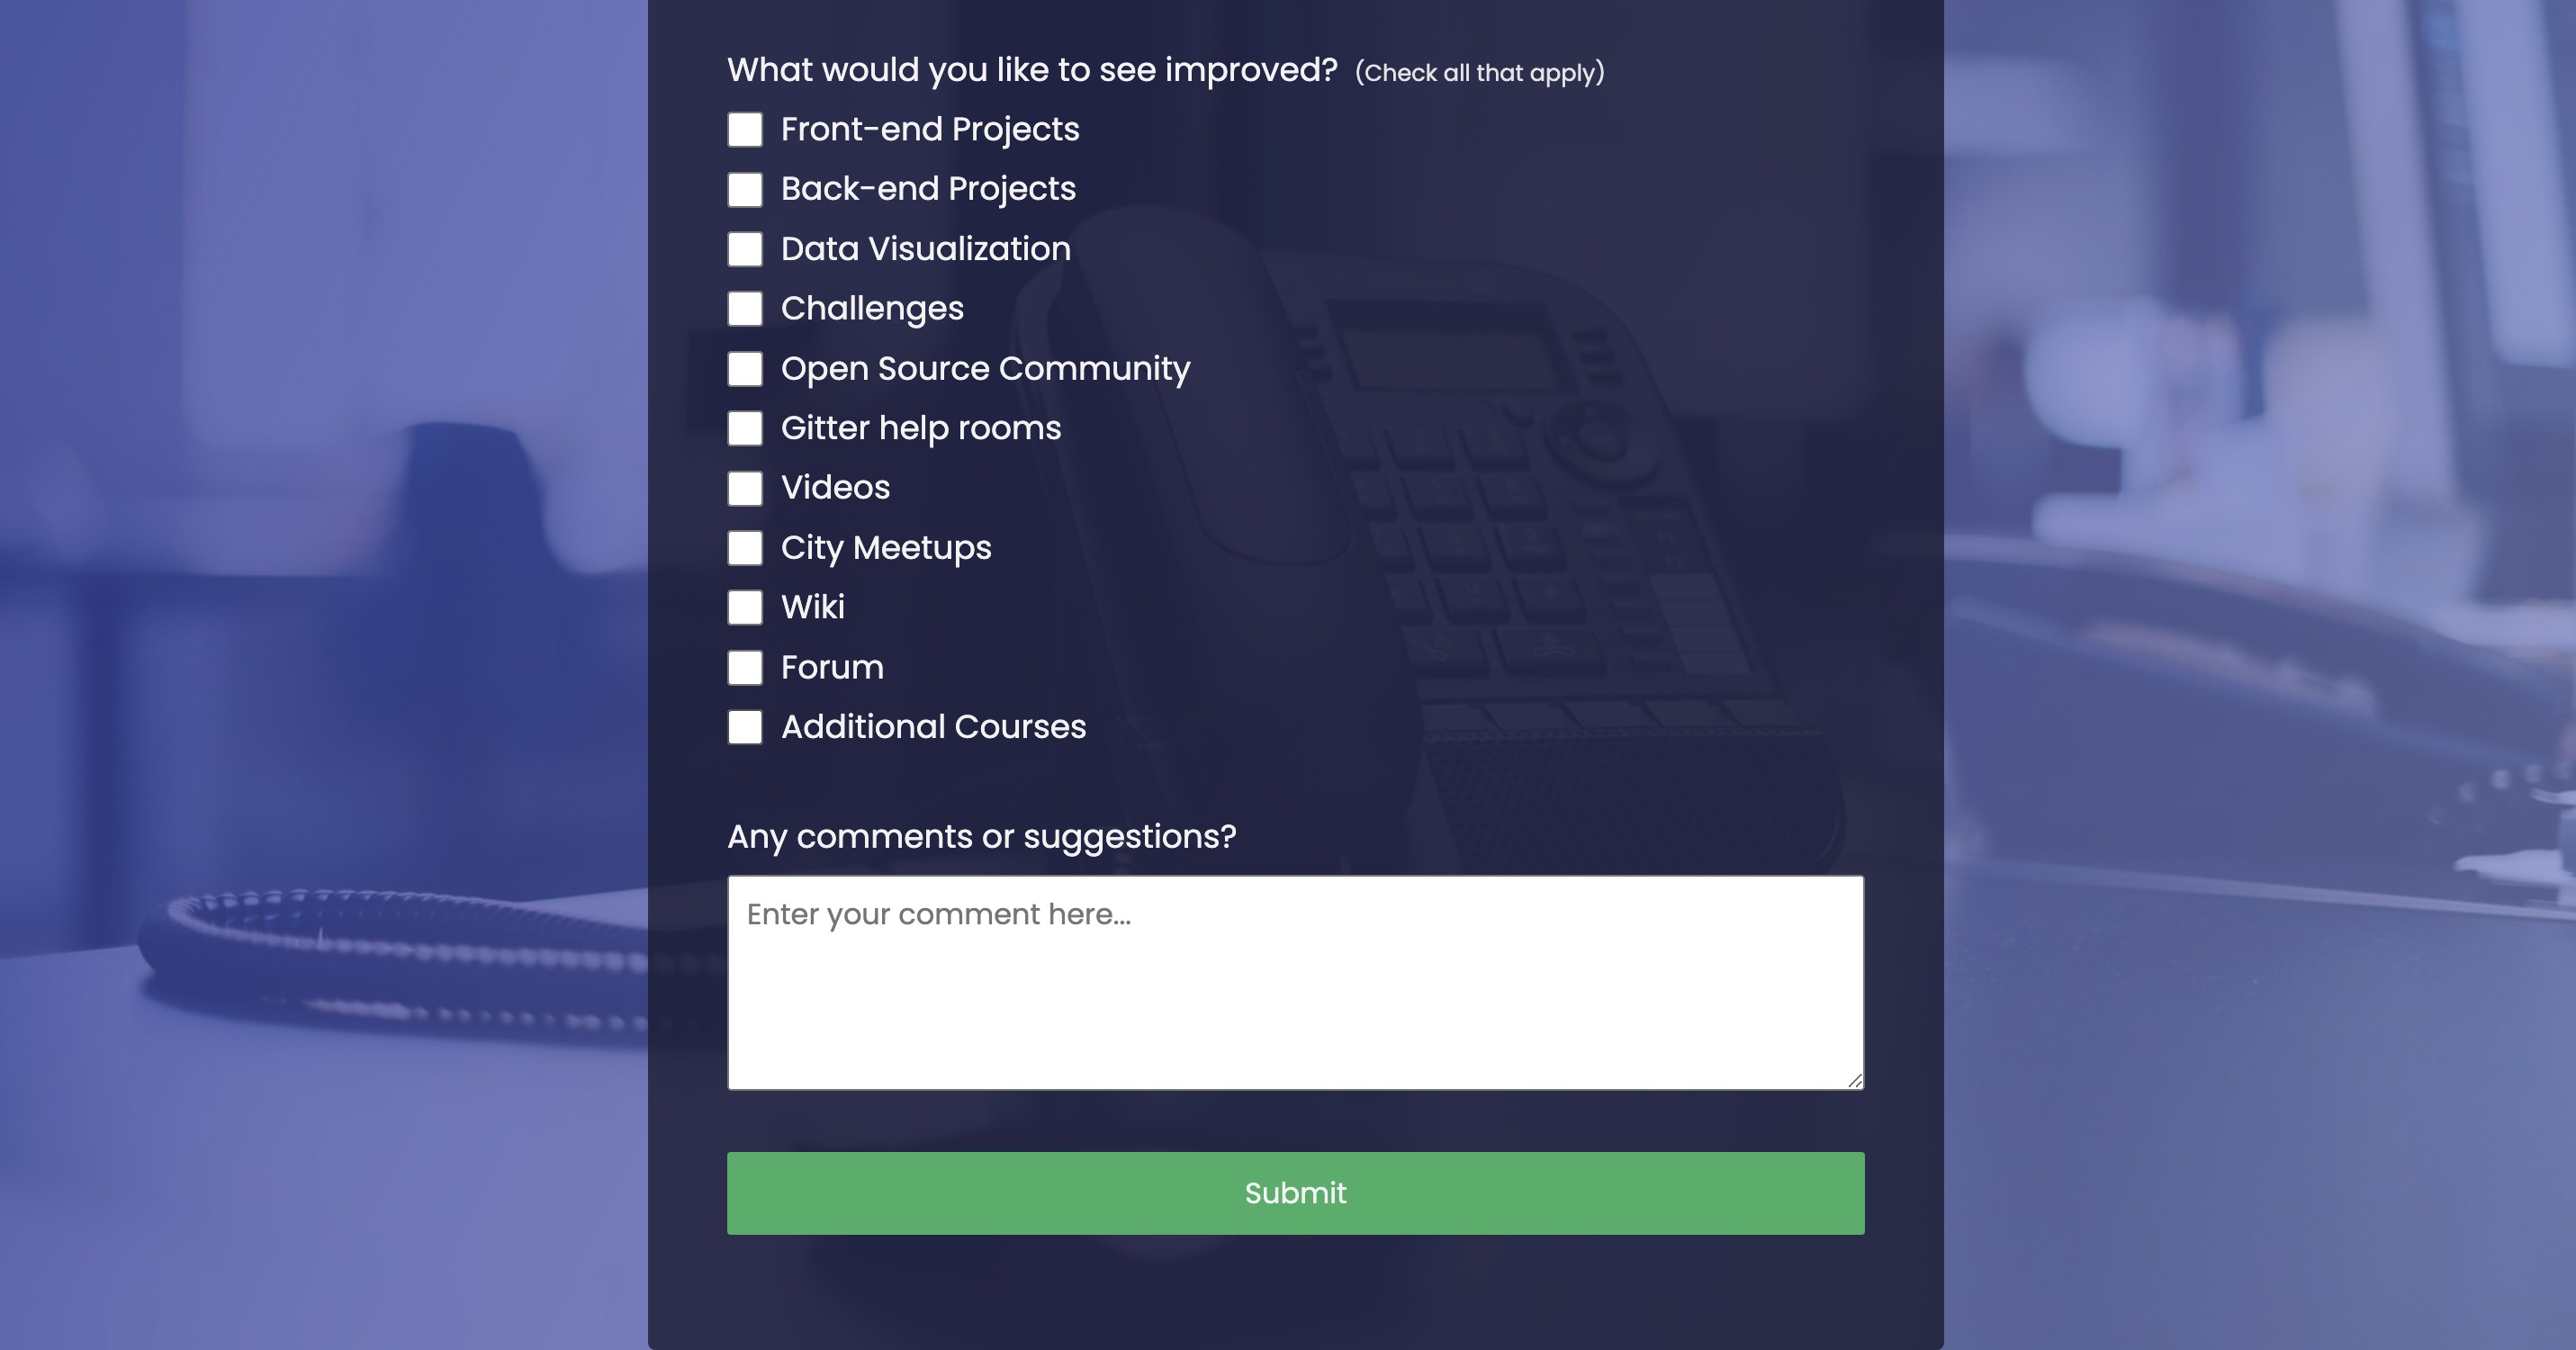 What would you like to see improved? (Check all that apply)
Front-end Projects
Back-end Projects
Data Visualization
Challenges
Open Source Community
Gitter help rooms
Videos
City Meetups
Wiki
Forum
Additional Courses
Any comments or suggestions?
Enter your comment here...
Submit